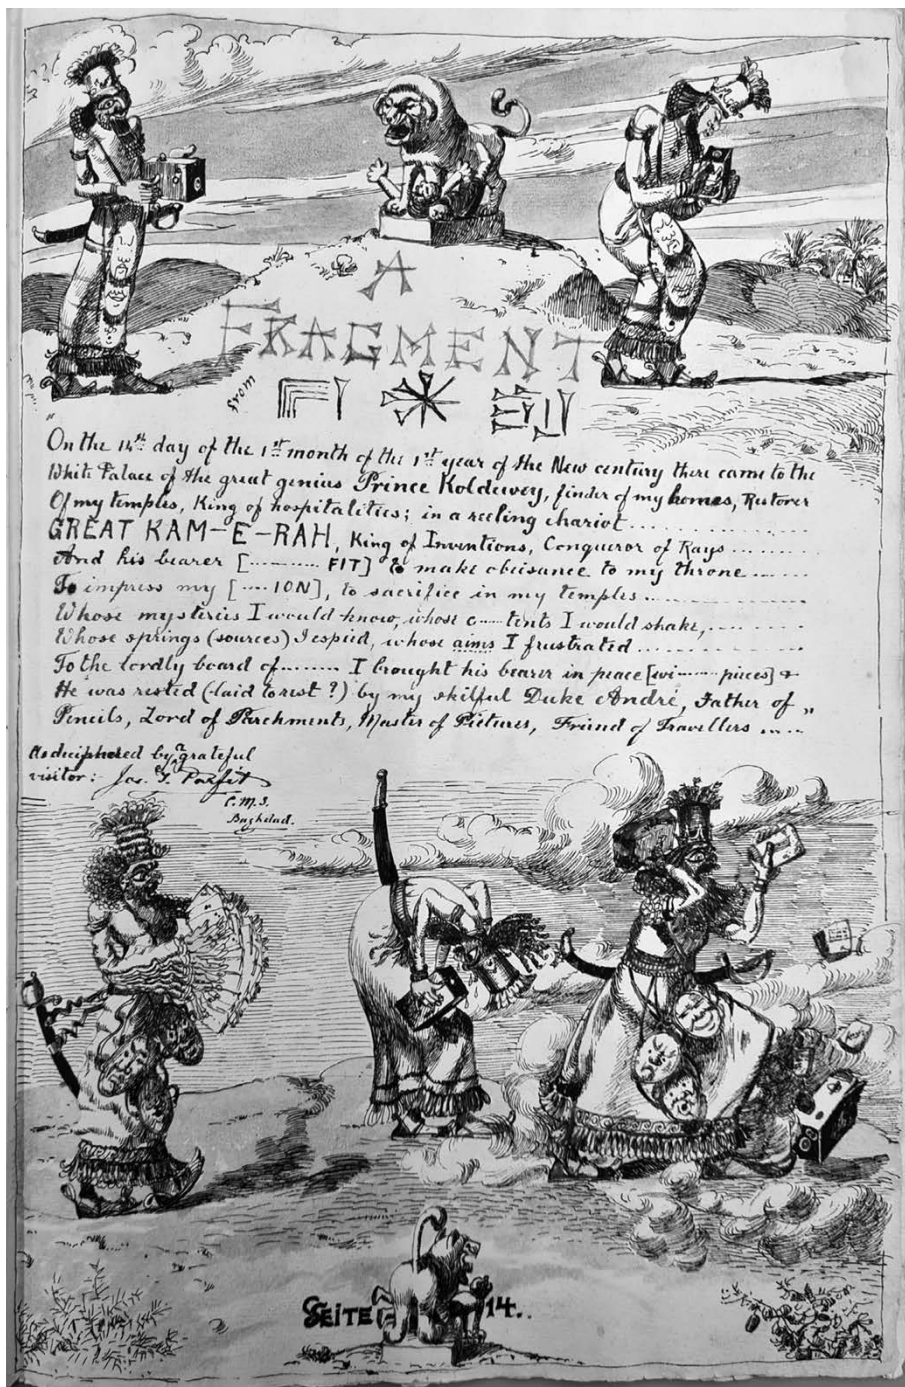 A
FRAGMENT
from
"On the 14th day of the 1st month of the 1st year of the New century there came to the
White Palace of the great genius Prince Koldewey, finder of my homes, Restorer
Of my temples, King of hospitalities; in a reeling chariot..........
GREAT KAM-E-RAH, King of Inventions, Conqueror of Rays........
And his bearer [.......... FIT] to make obeisance to my throne......
To impress my [....ION], to sacrifice in my temples..........
Whose mysteries I would know, whose c....tents I would shake,.......
Whose springs (sources) I espied, whose aims I frustrated.........
To the lordly board of........ I brought his bearer in peace [wi...... pieces] &
He was rested (laid to rest?) by my skilful Duke André, Father of "
Pencils, Lord of Parchments, Master of Pictures, Friend of Travellers.....
As deciphered by a grateful
visitor:- Jas. T. Parfit
C.M.S.
Baghdad.
SEITE 14..